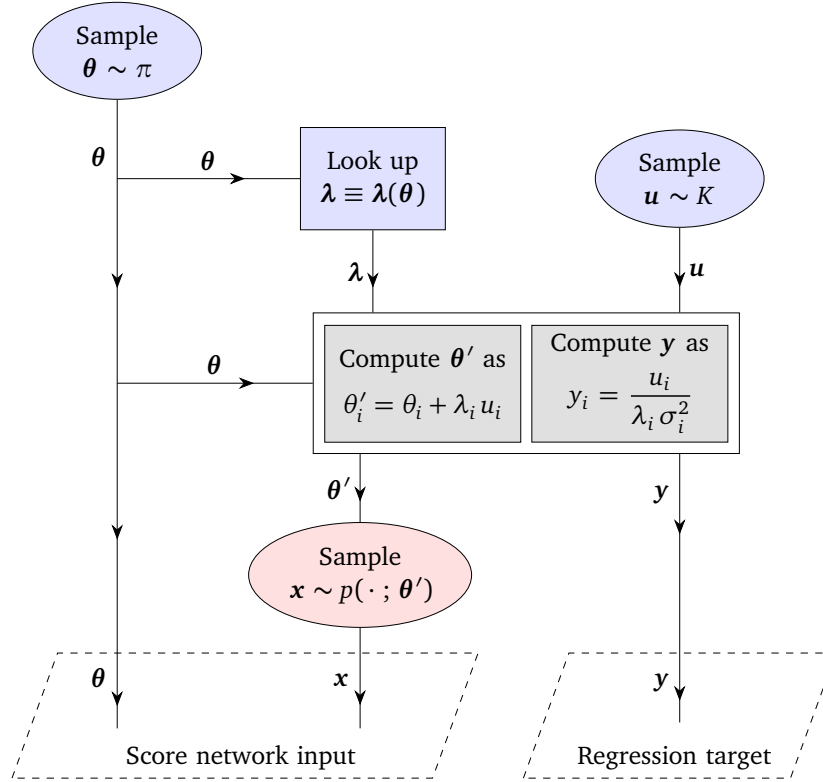 Sample
θ ∼ π
θ
θ
Look up
λ ≡ λ(θ)
Sample
u ∼ K
λ
u
θ
Compute θ′ as
θ′ᵢ = θᵢ + λᵢ uᵢ
Compute y as
yᵢ = uᵢ / (λᵢ σᵢ²)
θ′
y
Sample
x ∼ p(· ; θ′)
θ
x
y
Score network input
Regression target